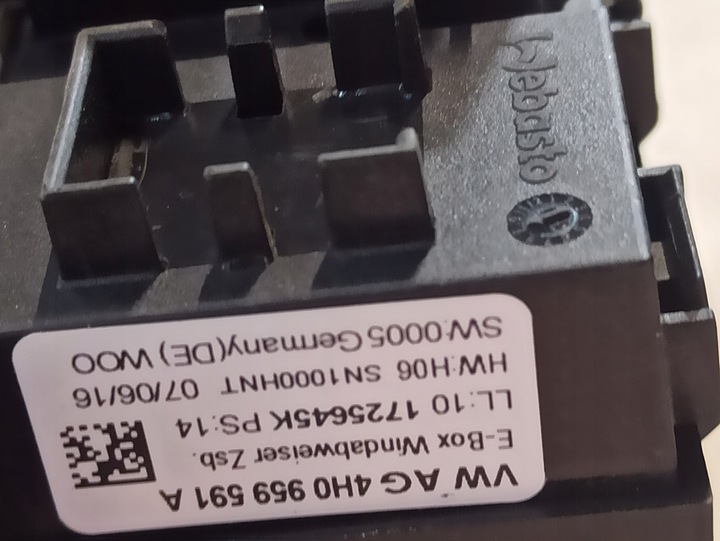 Webasto
VW AG 4H0 959 591 A
E-Box Windabweiser Zsb.
LL:10 1725645K PS:14
HW:H06 SN1000HNT 07/06/16
SW:0005 Germany(DE) WOO